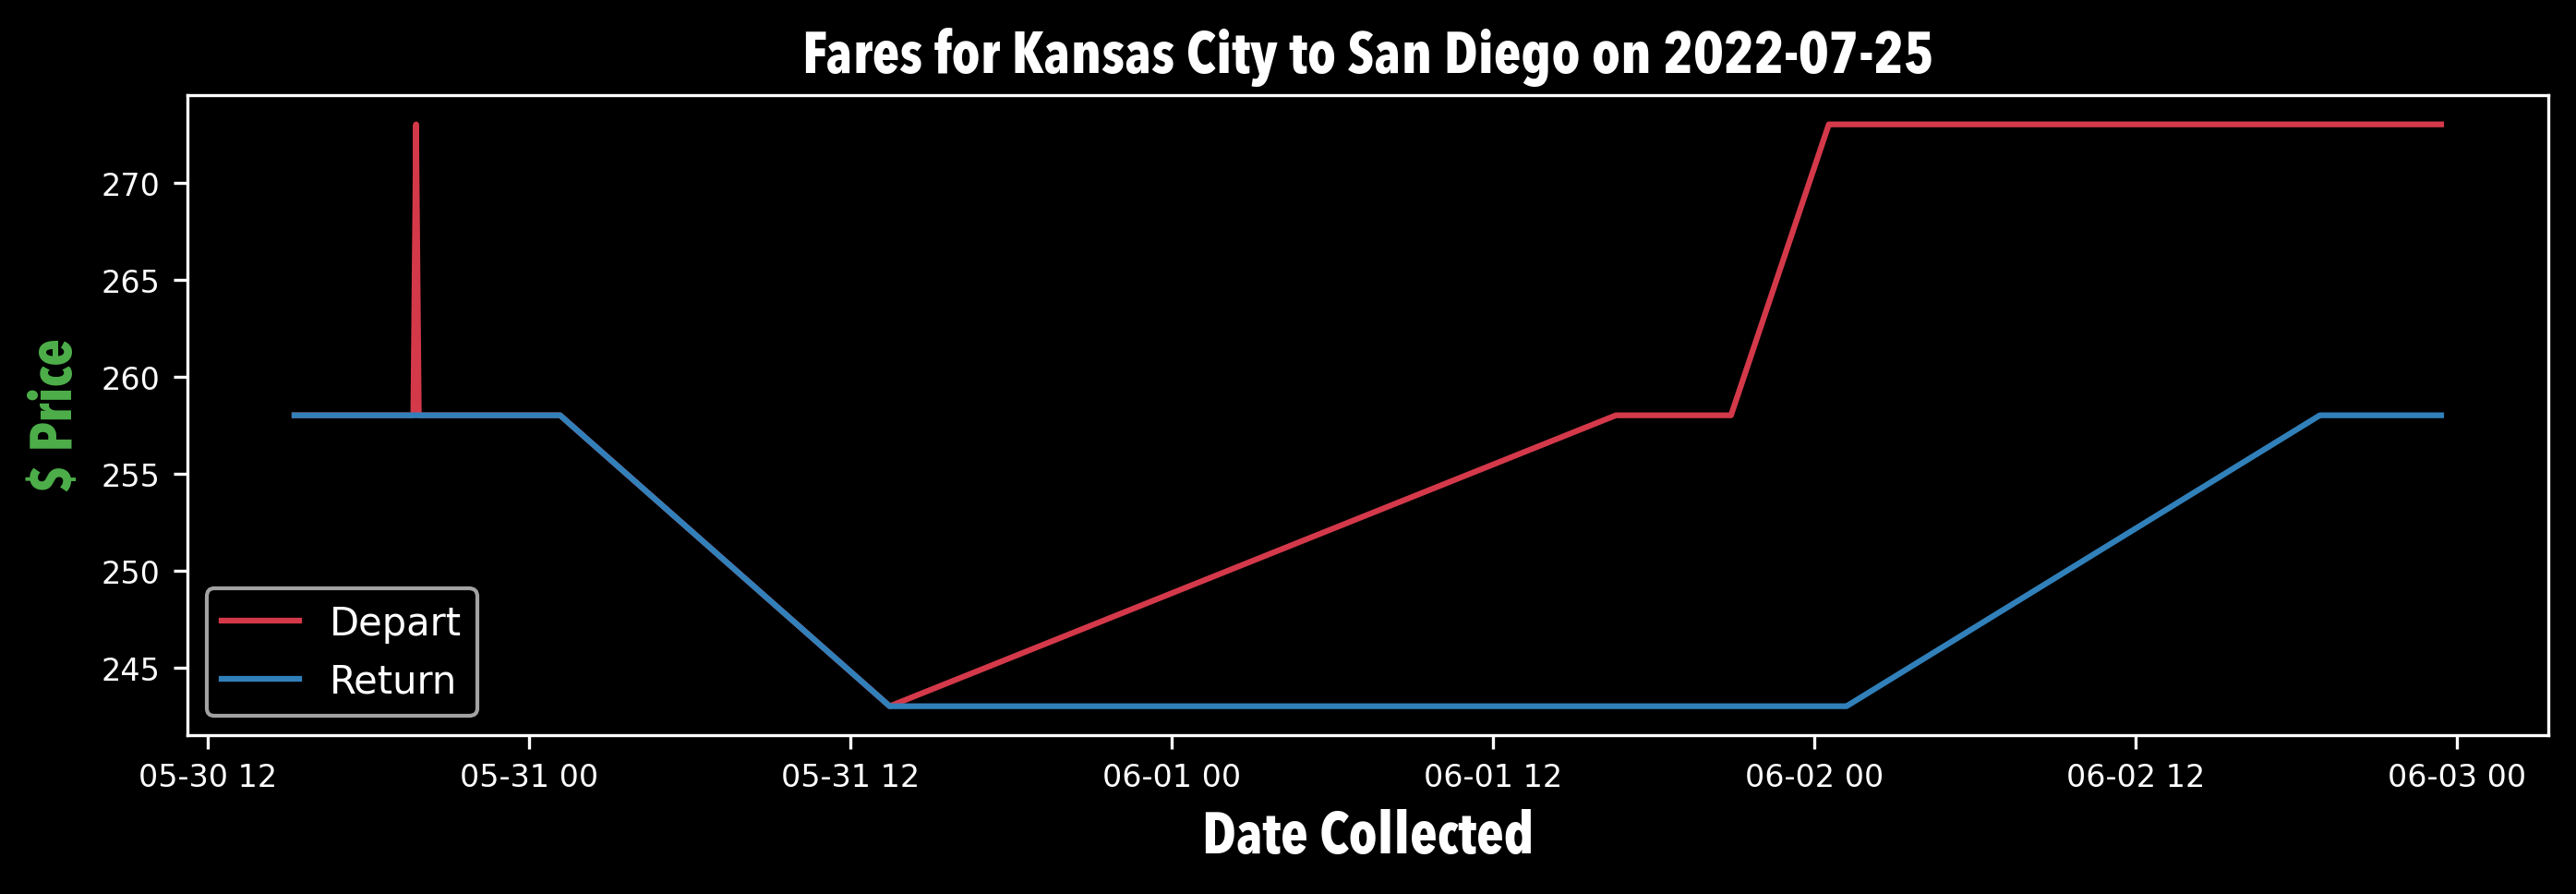 Fares for Kansas City to San Diego on 2022-07-25
$ Price
270
265
260
255
250
245
Depart
Return
05-30 12
05-31 00
05-31 12
06-01 00
06-01 12
06-02 00
06-02 12
06-03 00
Date Collected